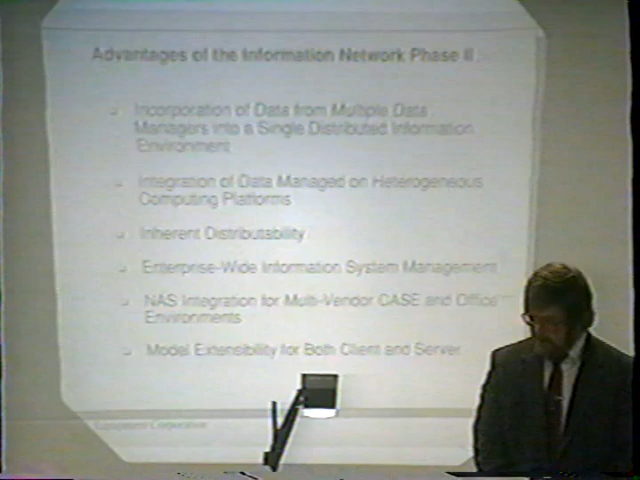 Advantages of the Information Network Phase II
Incorporation of Data from Multiple Data
Managers into a Single Distributed Information
Environment
Integration of Data Managed on Heterogeneous
Computing Platforms
Inherent Distributability
Enterprise-Wide Information System Management
NAS Integration for Multi-Vendor CASE and Office
Environments
Model Extensibility for Both Client and Server
Equipment Corporation